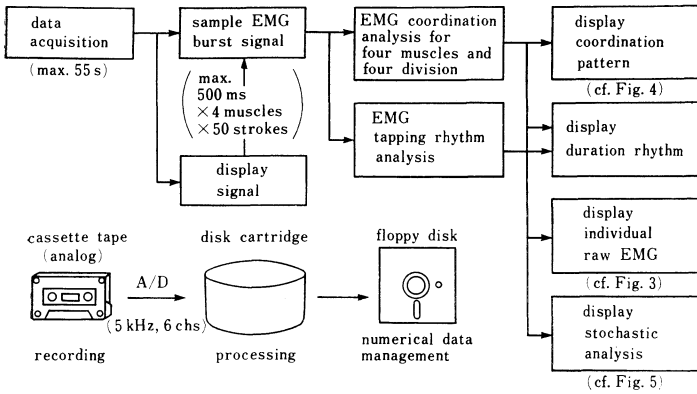 data
acquisition
(max. 55 s)
sample EMG
burst signal
max.
500 ms
×4 muscles
×50 strokes
display
signal
EMG coordination
analysis for
four muscles and
four division
EMG
tapping rhythm
analysis
display
coordination
pattern
(cf. Fig. 4)
display
duration rhythm
display
individual
raw EMG
(cf. Fig. 3)
display
stochastic
analysis
(cf. Fig. 5)
cassette tape
(analog)
recording
A/D
(5 kHz, 6 chs)
disk cartridge
processing
floppy disk
numerical data
management